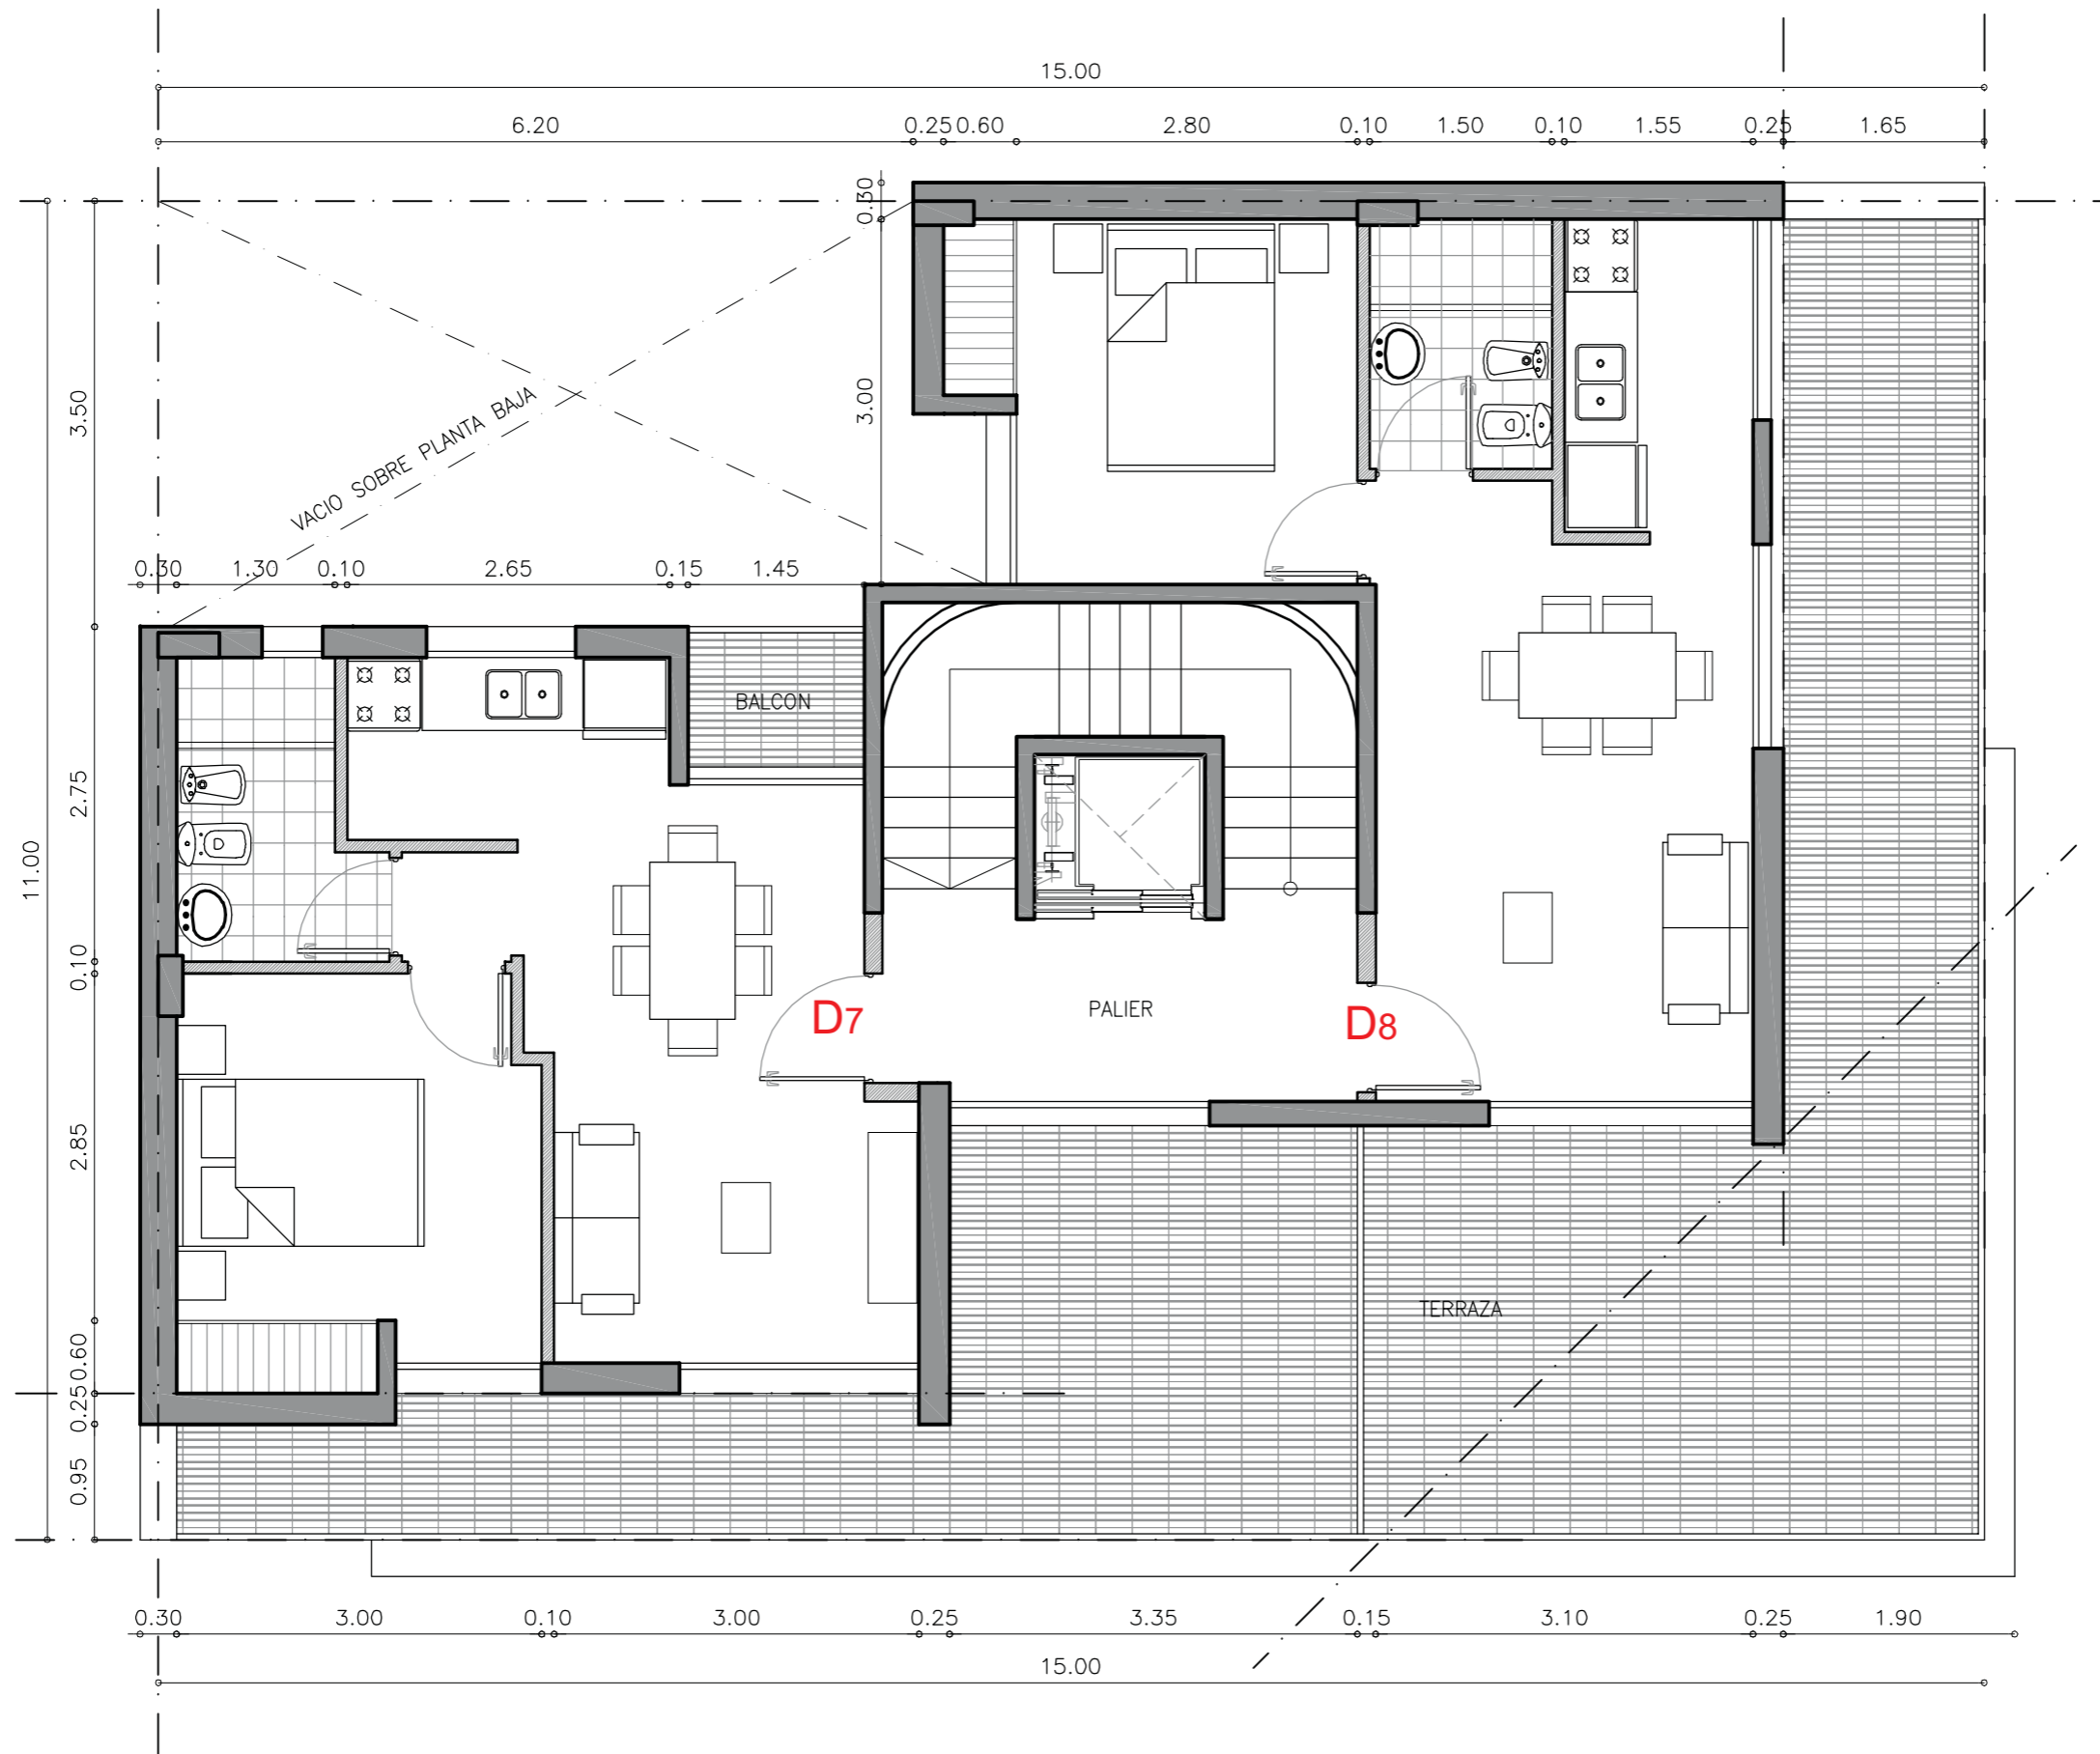 15.00
6.20 0.25 0.60 2.80 0.10 1.50 0.10 1.55 0.25 1.65
0.30
3.50
3.00
VACIO SOBRE PLANTA BAJA
0.30 1.30 0.10 2.65 0.15 1.45
BALCON
2.75
11.00
0.10
D7
PALIER
D8
2.85
TERRAZA
0.60
0.25
0.95
0.30 3.00 0.10 3.00 0.25 3.35 0.15 3.10 0.25 1.90
15.00